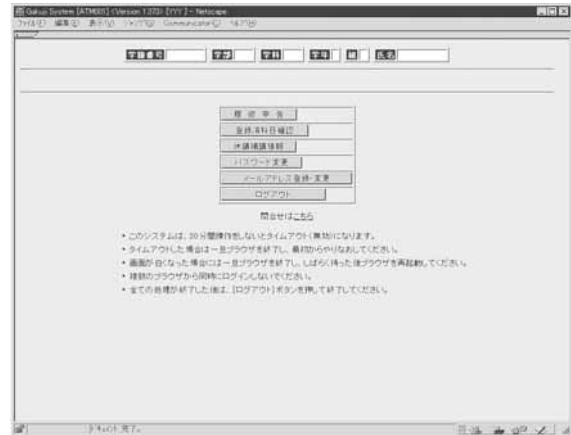 Gakuji System [ATM001] (Version 1.273) [YYY] - Netscape
ファイル(F) 編集(E) 表示(V) ジャンプ(G) Communicator(C) ヘルプ(H)
学籍番号 学部 学科 学年 組 氏名
履 修 申 告
登録済科目確認
休講補講情報
パスワード変更
メールアドレス登録・変更
ログアウト
問合せはこちら
• このシステムは、30分間操作をしないとタイムアウト(無効)になります。
• タイムアウトした場合は一旦ブラウザを終了し、最初からやりなおしてください。
• 画面が白くなった場合には一旦ブラウザを終了し、しばらく待った後ブラウザを再起動してください。
• 複数のブラウザから同時にログインしないでください。
• 全ての処理が終了した後は、[ログアウト]ボタンを押して終了してください。
ドキュメント: 完了。